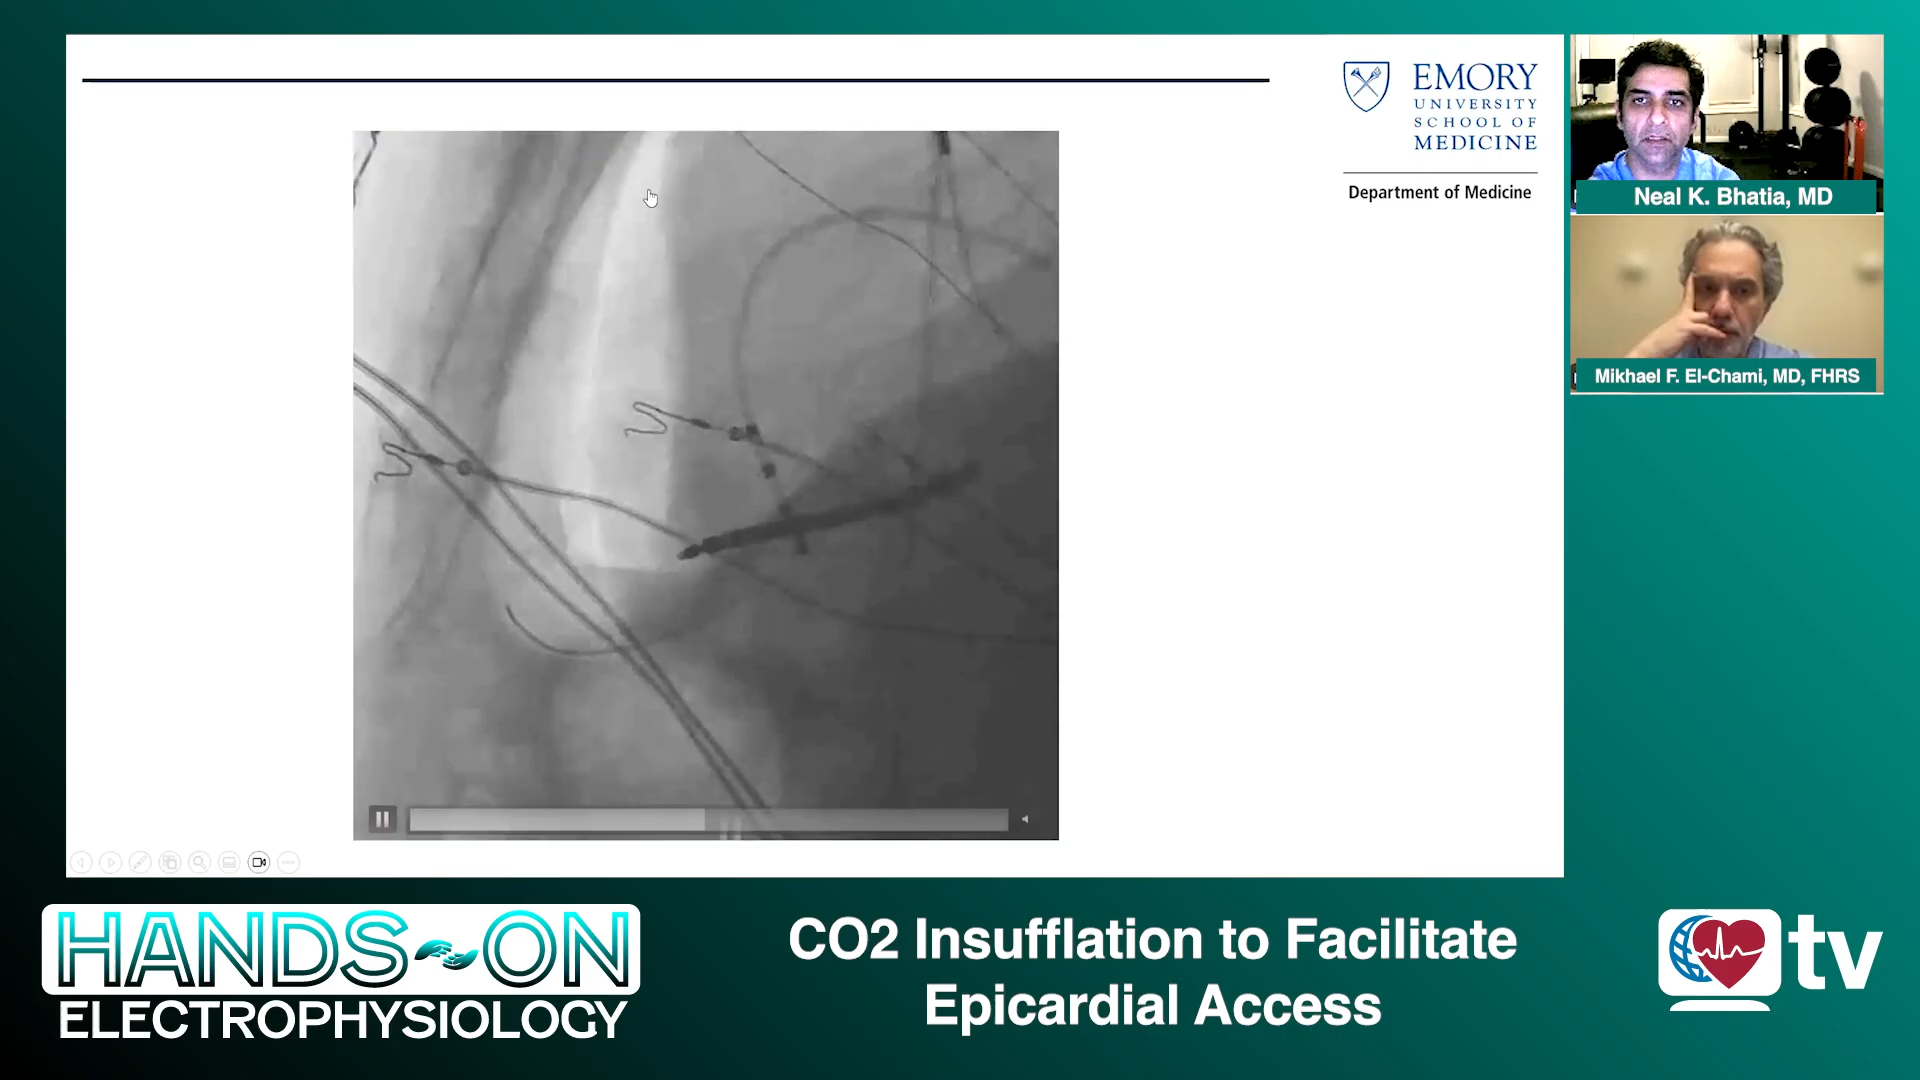 EMORY
UNIVERSITY
SCHOOL OF
MEDICINE
Department of Medicine
Neal K. Bhatia, MD
Mikhael F. El-Chami, MD, FHRS
HANDS-ON
ELECTROPHYSIOLOGY
CO2 Insufflation to Facilitate
Epicardial Access
tv